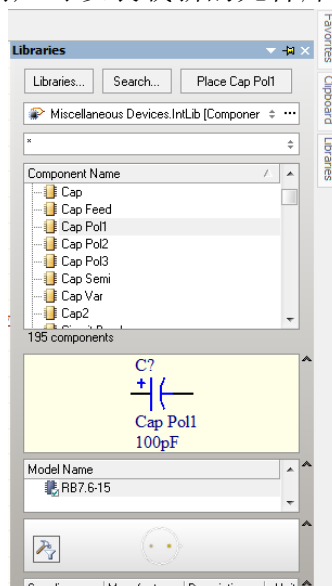 Libraries
Favorites
Clipboard
Libraries
Libraries...
Search...
Place Cap Pol1
Miscellaneous Devices.IntLib [Componer
*
Component Name
Cap
Cap Feed
Cap Pol1
Cap Pol2
Cap Pol3
Cap Semi
Cap Var
Cap2
195 components
C?
+
Cap Pol1
100pF
Model Name
RB7.6-15